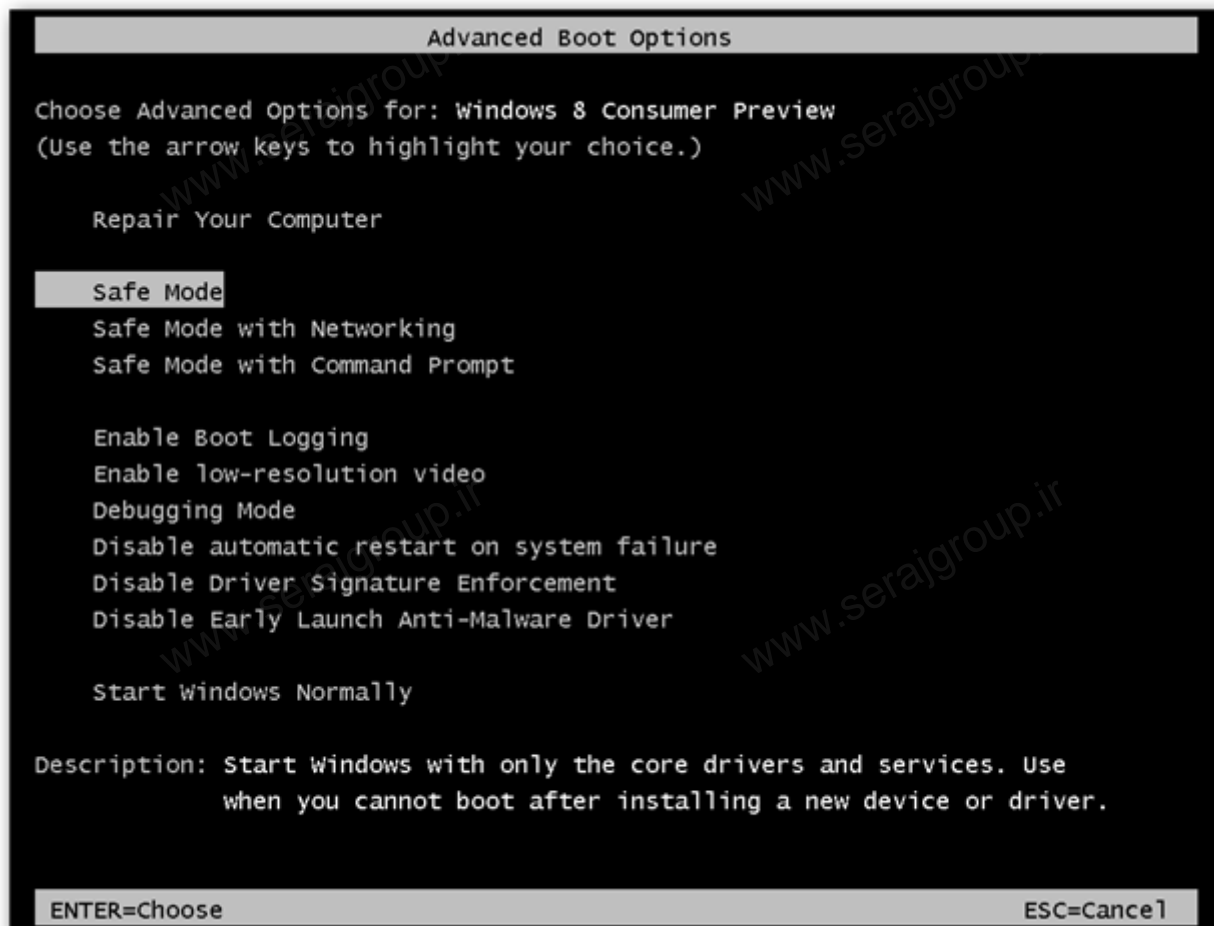 Advanced Boot Options
Choose Advanced Options for: Windows 8 Consumer Preview
(Use the arrow keys to highlight your choice.)
Repair Your Computer
Safe Mode
Safe Mode with Networking
Safe Mode with Command Prompt
Enable Boot Logging
Enable low-resolution video
Debugging Mode
Disable automatic restart on system failure
Disable Driver Signature Enforcement
Disable Early Launch Anti-Malware Driver
Start Windows Normally
Description: Start Windows with only the core drivers and services. Use
when you cannot boot after installing a new device or driver.
ENTER=Choose ESC=Cancel
www.serajgroup.ir
www.serajgroup.ir
www.serajgroup.ir
www.serajgroup.ir